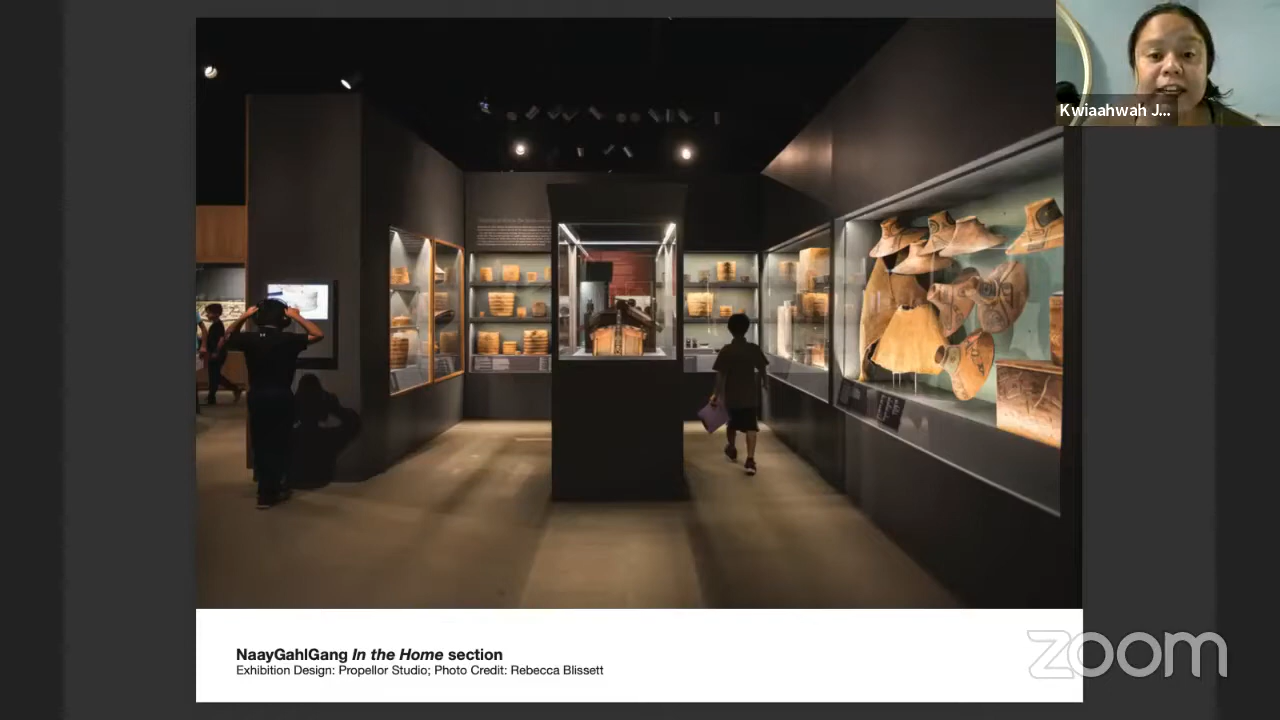 Kwiaahwah J...
NaayGahlGang In the Home section
Exhibition Design: Propellor Studio; Photo Credit: Rebecca Blissett
zoom